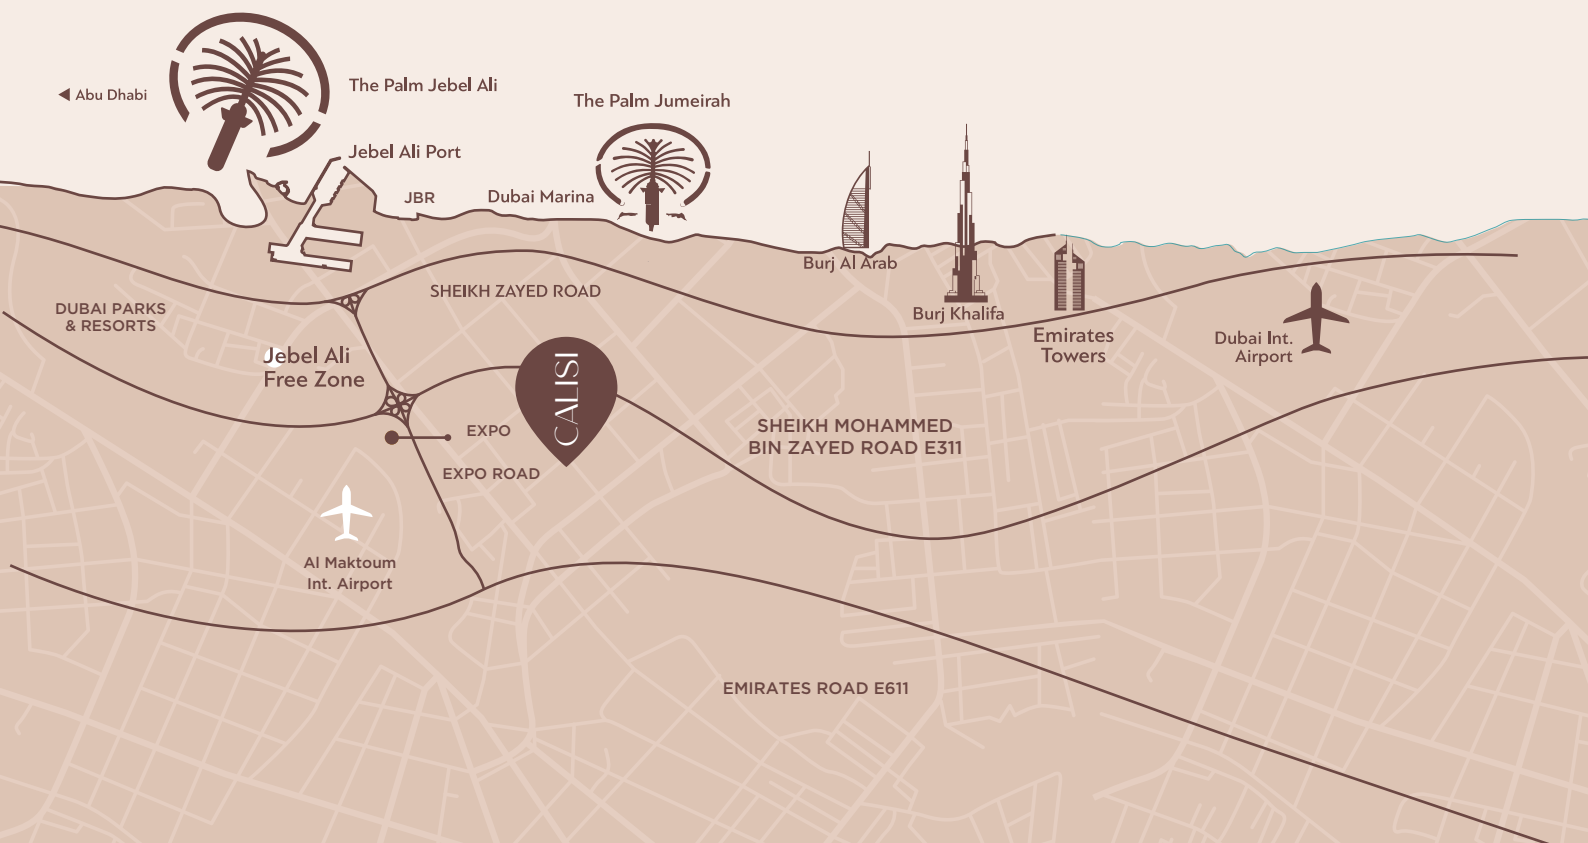 The Palm Jebel Ali
Abu Dhabi
The Palm Jumeirah
Jebel Ali Port
JBR
Dubai Marina
Burj Al Arab
SHEIKH ZAYED ROAD
DUBAI PARKS
& RESORTS
Burj Khalifa
Emirates
Towers
Dubai Int.
Airport
Jebel Ali
Free Zone
CALISI
EXPO
SHEIKH MOHAMMED
BIN ZAYED ROAD E311
EXPO ROAD
Al Maktoum
Int. Airport
EMIRATES ROAD E611